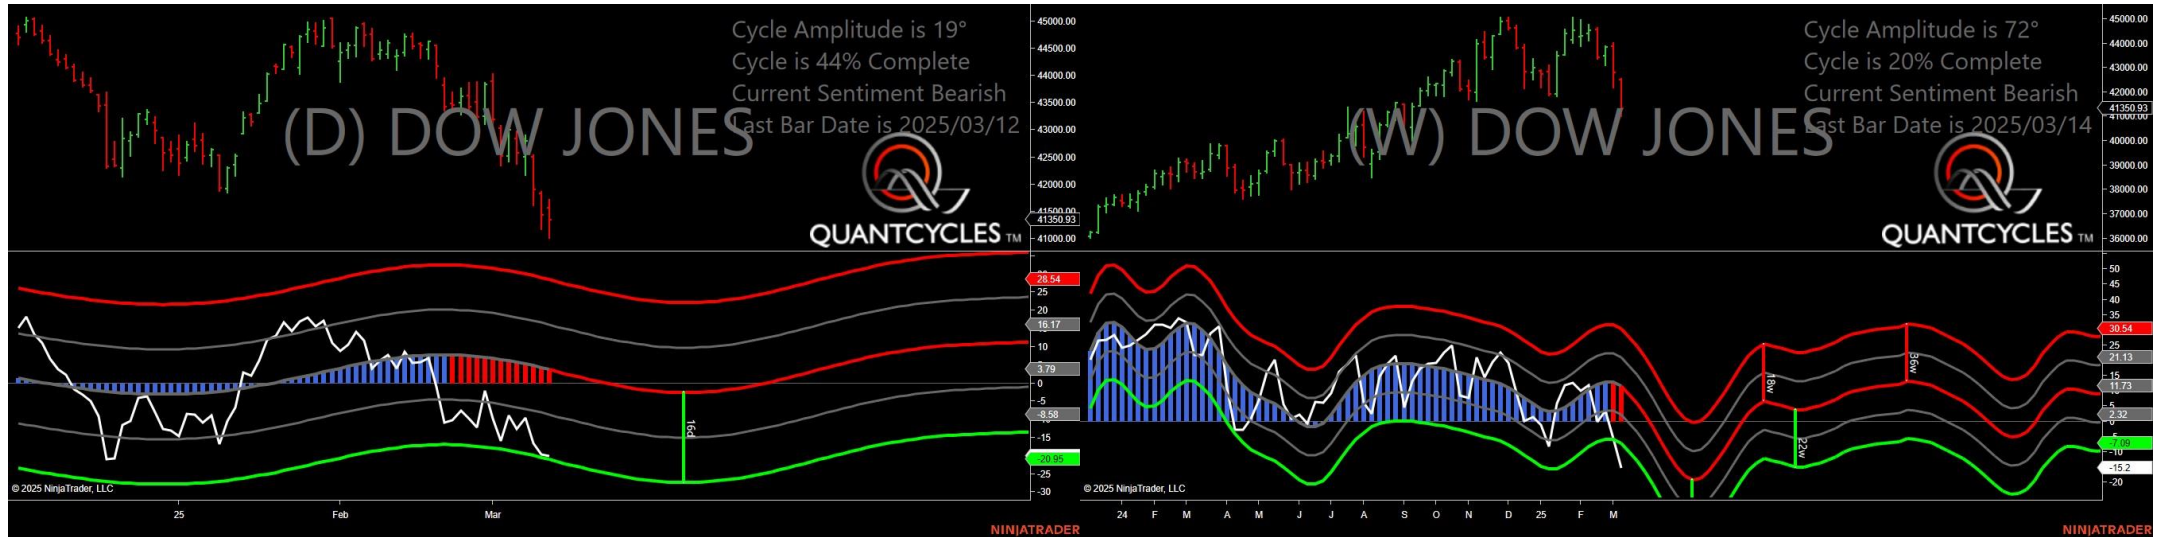 Cycle Amplitude is 19°
Cycle is 44% Complete
Current Sentiment Bearish
Last Bar Date is 2025/03/12
(D) DOW JONES
QUANTCYCLES TM
45000.00
44500.00
44000.00
43500.00
43000.00
42500.00
42000.00
41500.00
41350.93
41000.00
28.54
25
20
16.17
10
3.79
0
-5
-8.58
-15
-20.95
-25
-30
16d
© 2025 NinjaTrader, LLC
25 Feb Mar
NINJATRADER
Cycle Amplitude is 72°
Cycle is 20% Complete
Current Sentiment Bearish
Last Bar Date is 2025/03/14
(W) DOW JONES
QUANTCYCLES TM
45000.00
44000.00
43000.00
42000.00
41350.93
41000.00
40000.00
39000.00
38000.00
37000.00
36000.00
50
45
40
35
30.54
25
21.13
15
11.73
5
2.32
0
-7.09
-10
-15.2
-20
18w
22w
36w
© 2025 NinjaTrader, LLC
24 F M A M J J A S O N D 25 F M
NINJATRADER